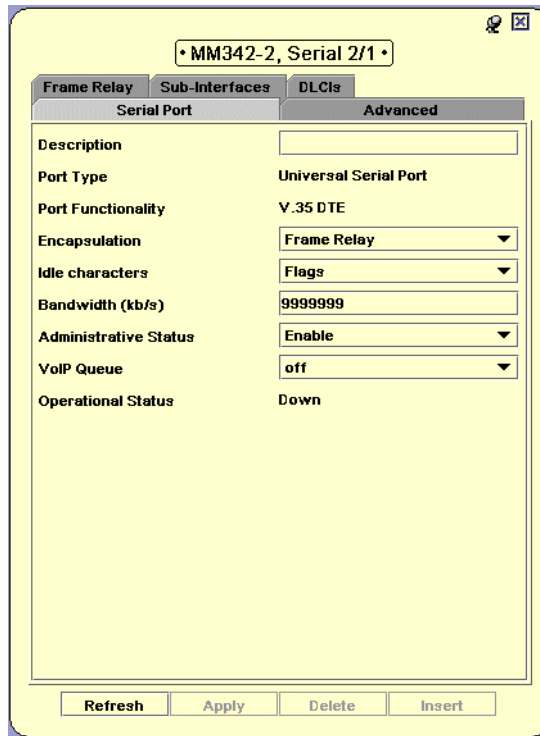 • MM342-2, Serial 2/1 •
Frame Relay Sub-Interfaces DLCIs
Serial Port Advanced
Description
Port Type Universal Serial Port
Port Functionality V.35 DTE
Encapsulation Frame Relay
Idle characters Flags
Bandwidth (kb/s) 9999999
Administrative Status Enable
VoIP Queue off
Operational Status Down
Refresh Apply Delete Insert